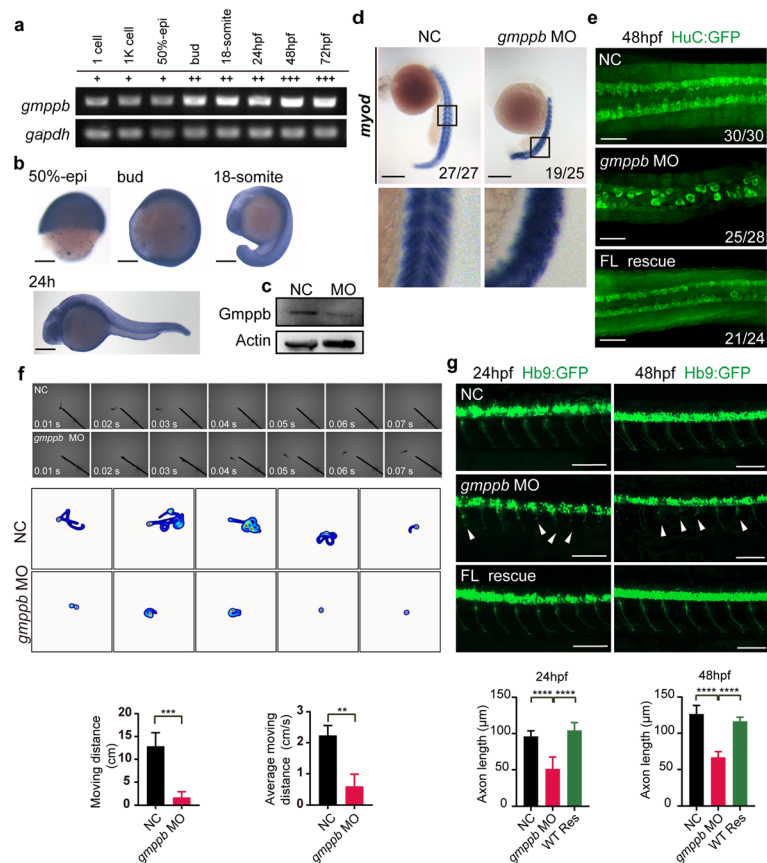 a
1 cell
1K cell
50%-epi
bud
18-somite
24hpf
48hpf
72hpf
+ + + ++ ++ ++ +++ +++
gmppb
gapdh
b
50%-epi bud 18-somite
24h
c
NC MO
Gmppb
Actin
d
NC gmppb MO
myod
27/27 19/25
e
48hpf HuC:GFP
NC
30/30
gmppb MO
25/28
FL rescue
21/24
f
NC
0.01 s 0.02 s 0.03 s 0.04 s 0.05 s 0.06 s 0.07 s
gmppb MO
0.01 s 0.02 s 0.03 s 0.04 s 0.05 s 0.06 s 0.07 s
NC
gmppb MO
Moving distance
(cm)
20
15
10
5
0
***
NC
gmppb MO
Average moving
distance (cm/s)
4
3
2
1
0
**
NC
gmppb MO
g
24hpf Hb9:GFP 48hpf Hb9:GFP
NC
gmppb MO
FL rescue
24hpf
Axon length (µm)
150
100
50
0
**** ****
NC
gmppb MO
WT Res
48hpf
Axon length (µm)
150
100
50
0
**** ****
NC
gmppb MO
WT Res